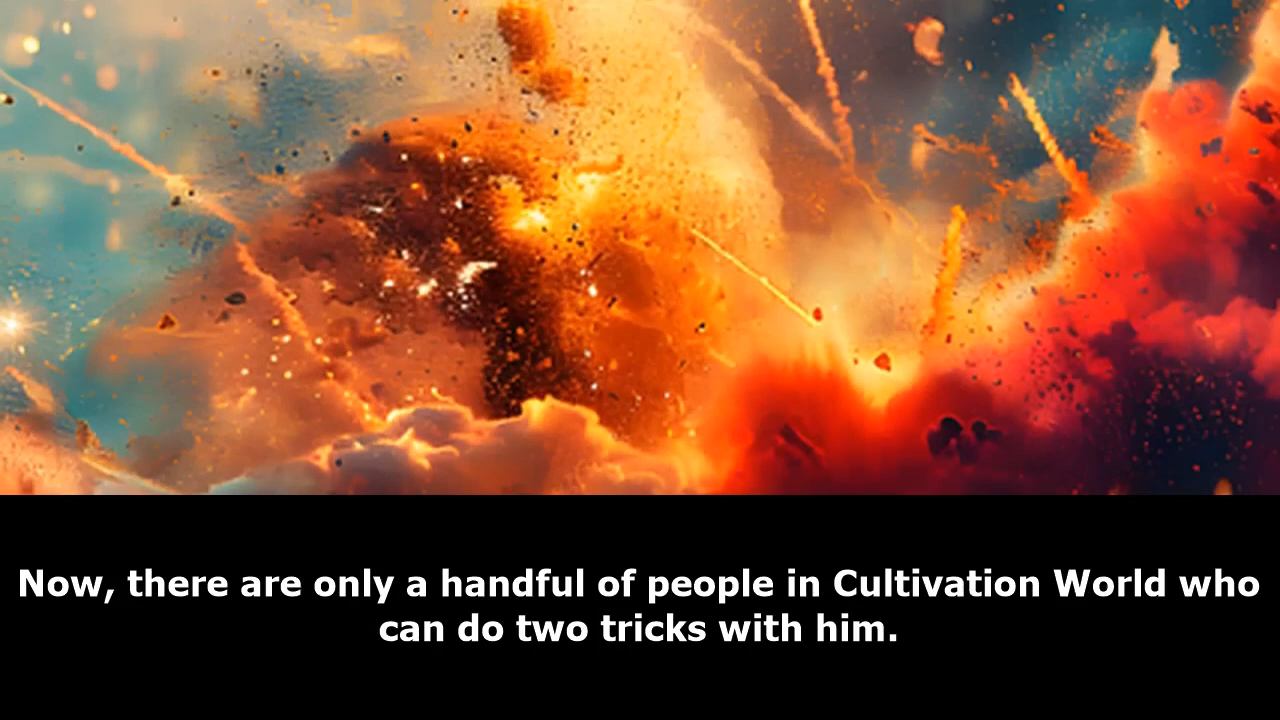 Now, there are only a handful of people in Cultivation World who
can do two tricks with him.